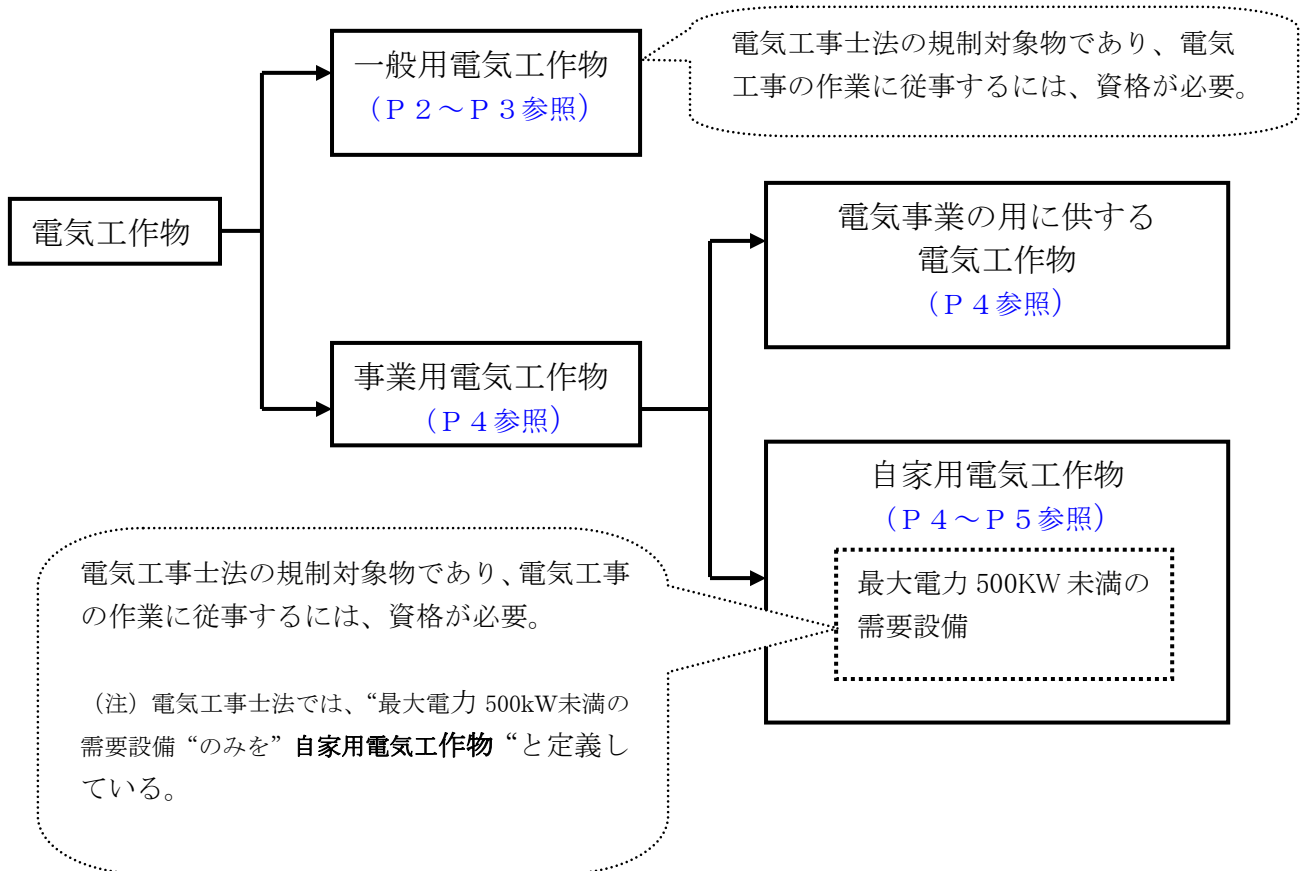 一般用電気工作物
（Ｐ２～Ｐ３参照）
電気工事士法の規制対象物であり、電気
工事の作業に従事するには、資格が必要。
電気工作物
電気事業の用に供する
電気工作物
（Ｐ４参照）
事業用電気工作物
（Ｐ４参照）
自家用電気工作物
（Ｐ４～Ｐ５参照）
最大電力 500KW 未満の
需要設備
電気工事士法の規制対象物であり、電気工事
の作業に従事するには、資格が必要。
（注）電気工事士法では、“最大電力 500kW未満の
需要設備“のみを”自家用電気工作物“と定義し
ている。